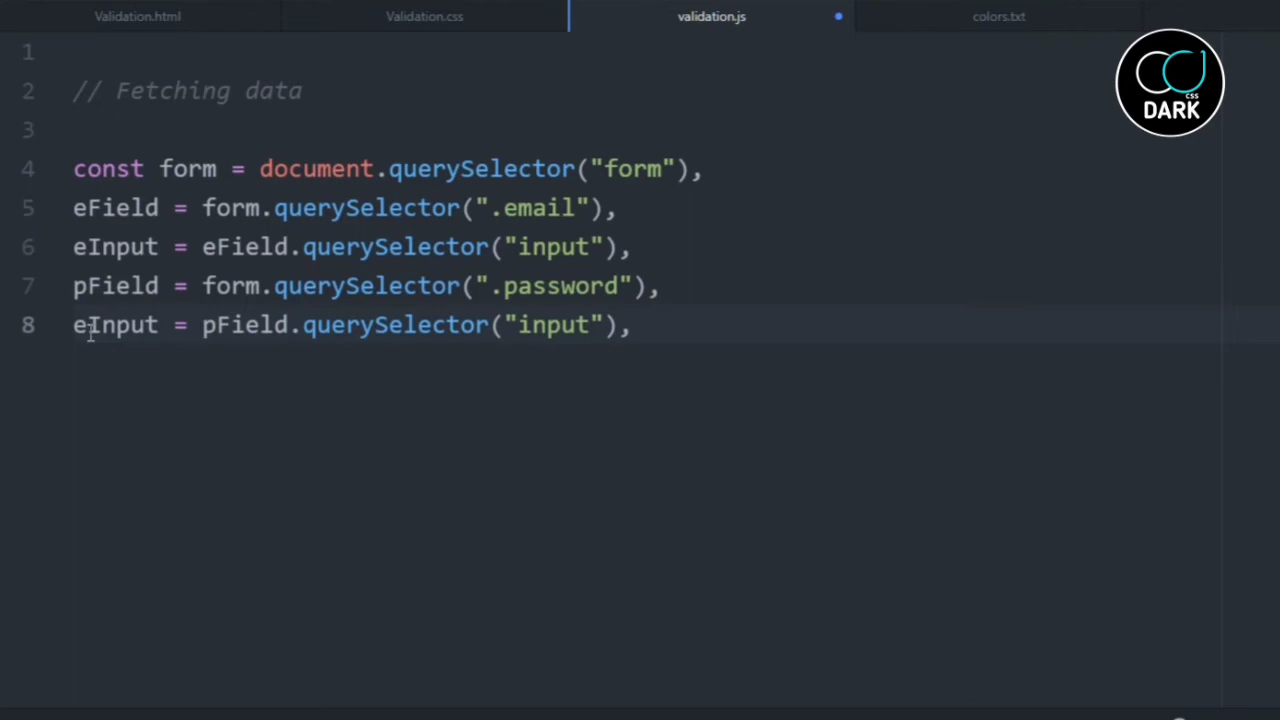 Validation.html Validation.css validation.js colors.txt
CSS
DARK
1
2 // Fetching data
3
4 const form = document.querySelector("form"),
5 eField = form.querySelector(".email"),
6 eInput = eField.querySelector("input"),
7 pField = form.querySelector(".password"),
8 eInput = pField.querySelector("input"),